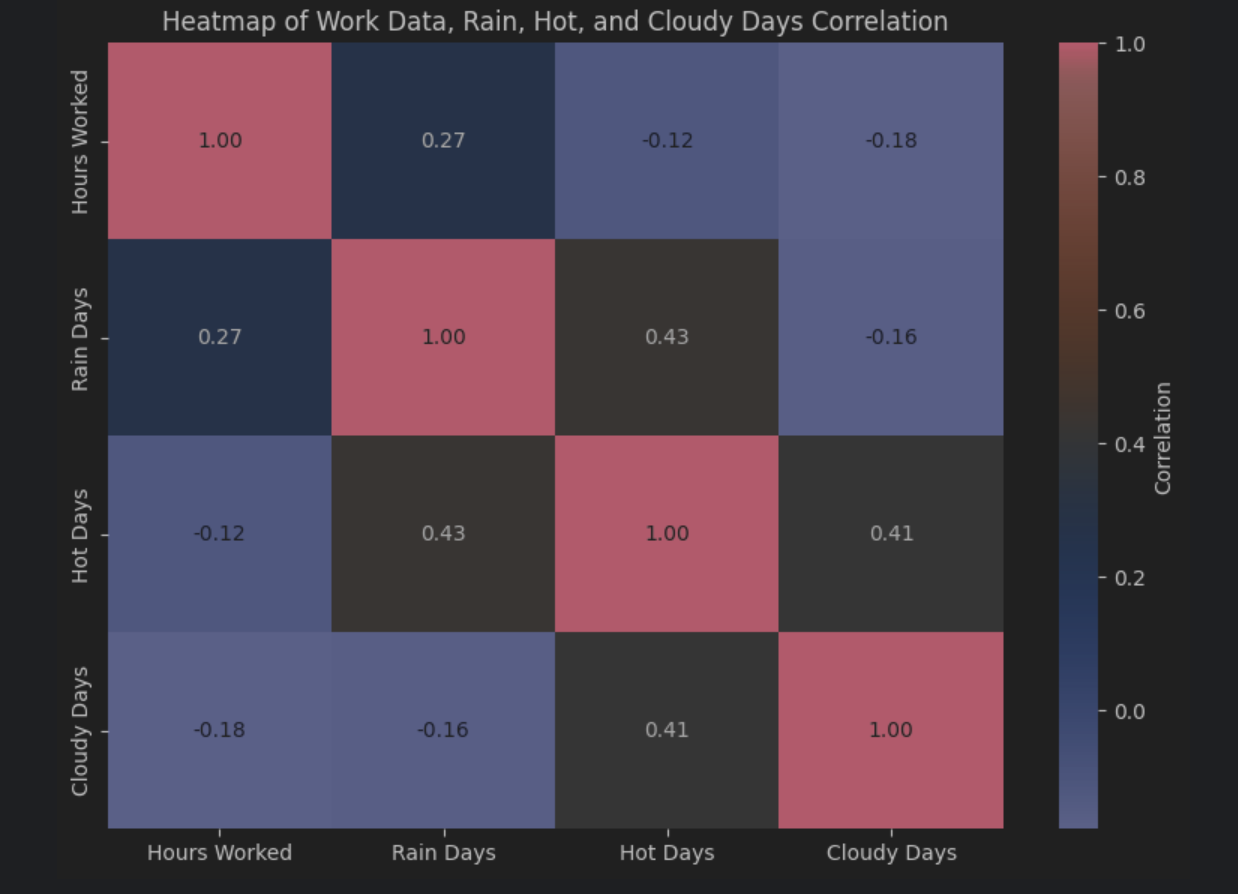 Heatmap of Work Data, Rain, Hot, and Cloudy Days Correlation
Hours Worked
1.00 0.27 -0.12 -0.18
Rain Days
0.27 1.00 0.43 -0.16
Hot Days
-0.12 0.43 1.00 0.41
Cloudy Days
-0.18 -0.16 0.41 1.00
Hours Worked Rain Days Hot Days Cloudy Days
1.0
0.8
0.6
0.4
0.2
0.0
Correlation